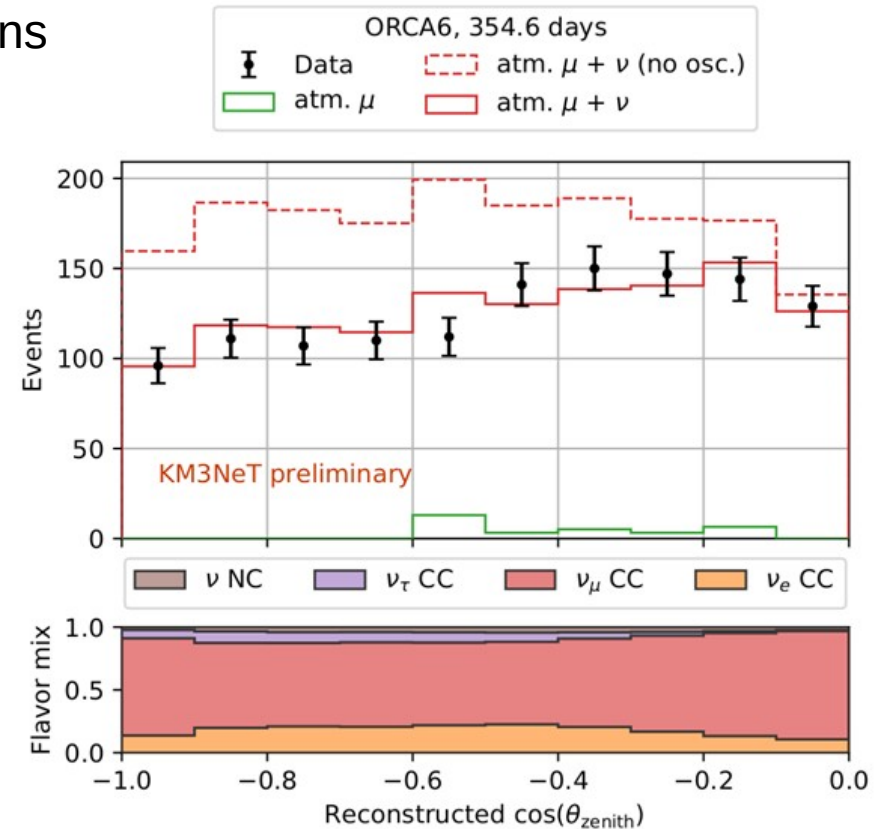 ns
ORCA6, 354.6 days
Data
atm. μ + ν (no osc.)
atm. μ
atm. μ + ν
200
150
100
50
0
Events
KM3NeT preliminary
ν NC
ν_τ CC
ν_μ CC
ν_e CC
1.0
0.5
0.0
Flavor mix
−1.0 −0.8 −0.6 −0.4 −0.2 0.0
Reconstructed cos(θ_zenith)